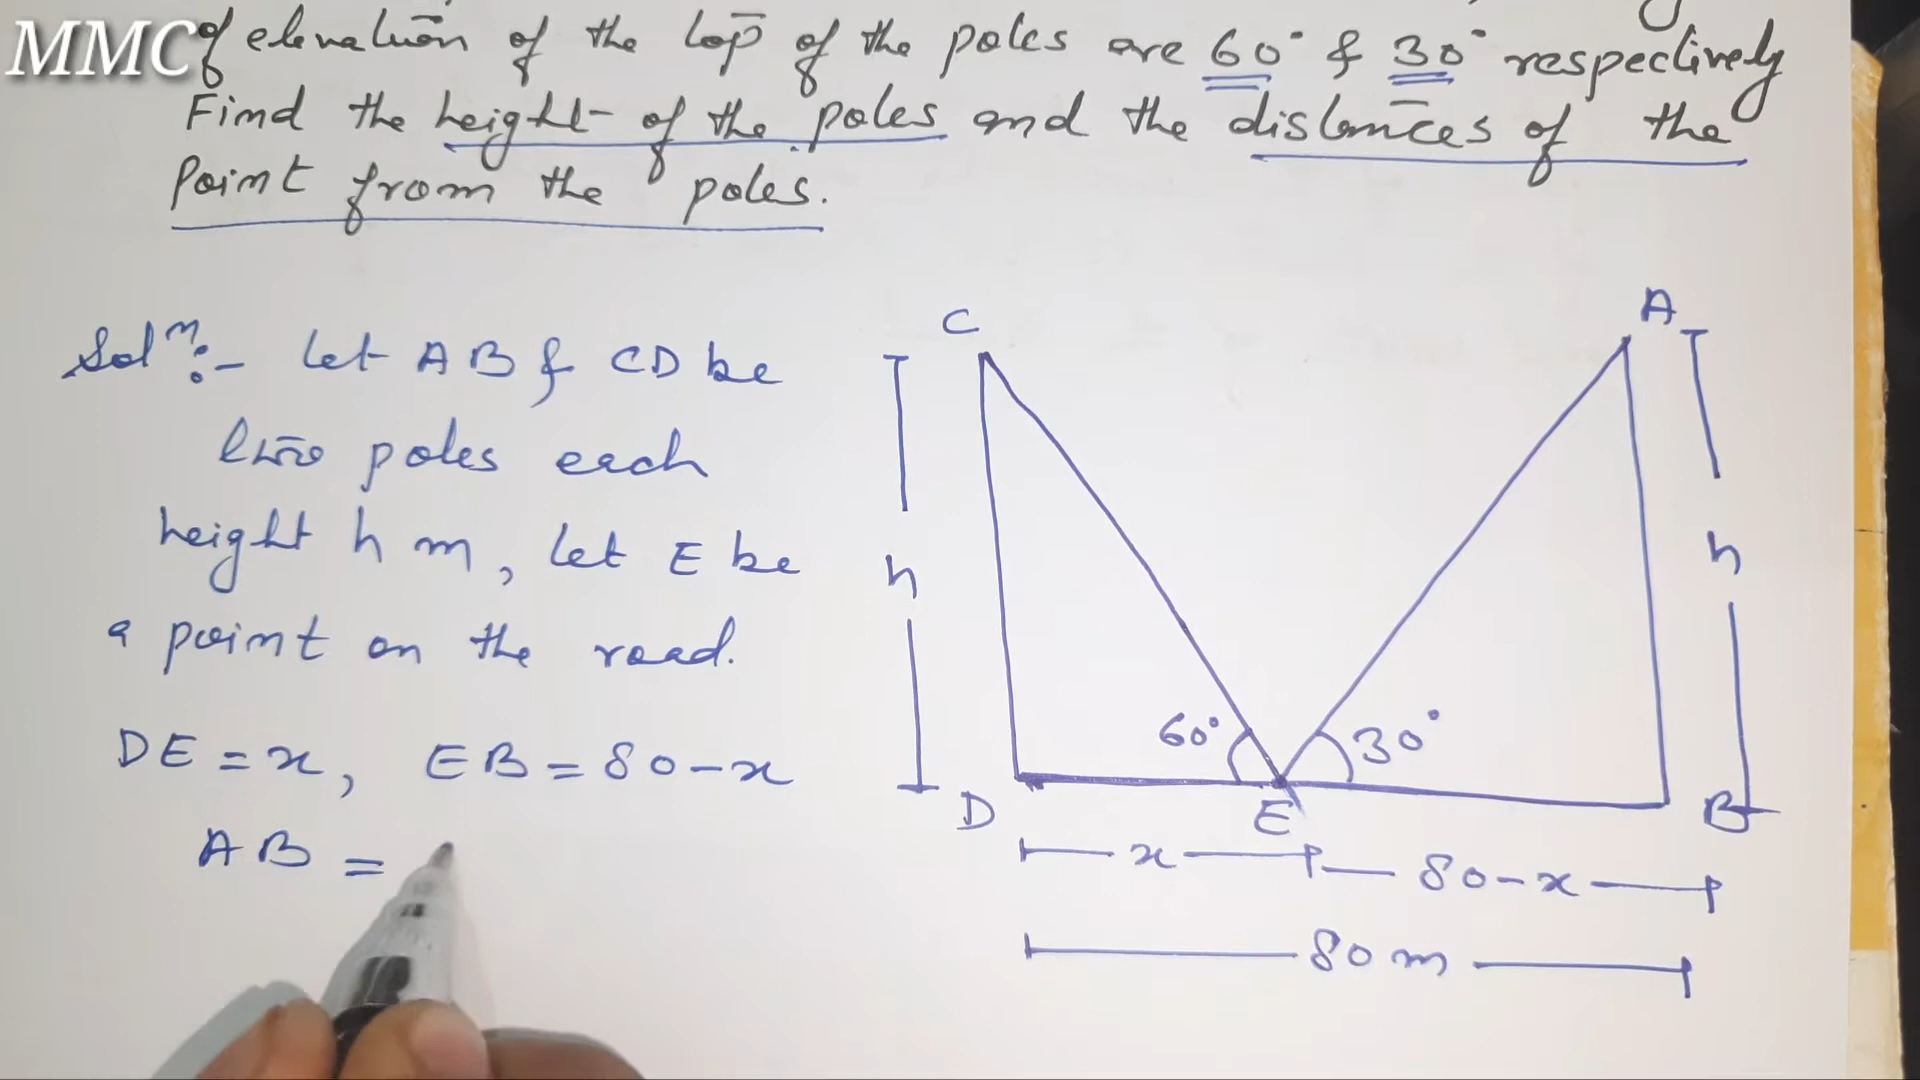 MMC
of elevation of the top of the poles are 60° & 30° respectively
Find the height of the poles and the distances of the
Point from the poles.
Solⁿ:- Let AB & CD be
two poles each
height h m, Let E be
a point on the road.
DE = x, EB = 80-x
AB =
C
A
h
h
60°
30°
D
E
B
x
80-x
80 m